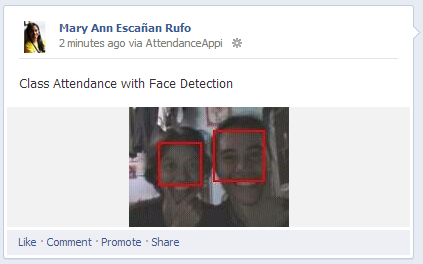 Mary Ann Escañan Rufo
2 minutes ago via AttendanceAppi
Class Attendance with Face Detection
Like · Comment · Promote · Share